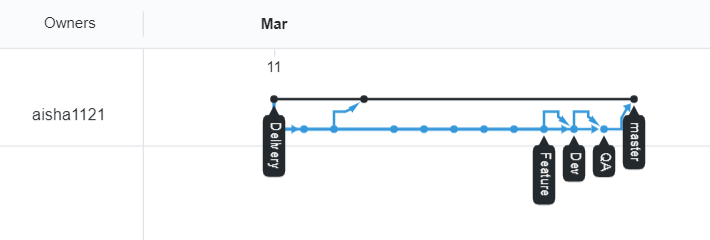 Owners
Mar
11
aisha1121
Delivery
Feature
Dev
QA
master